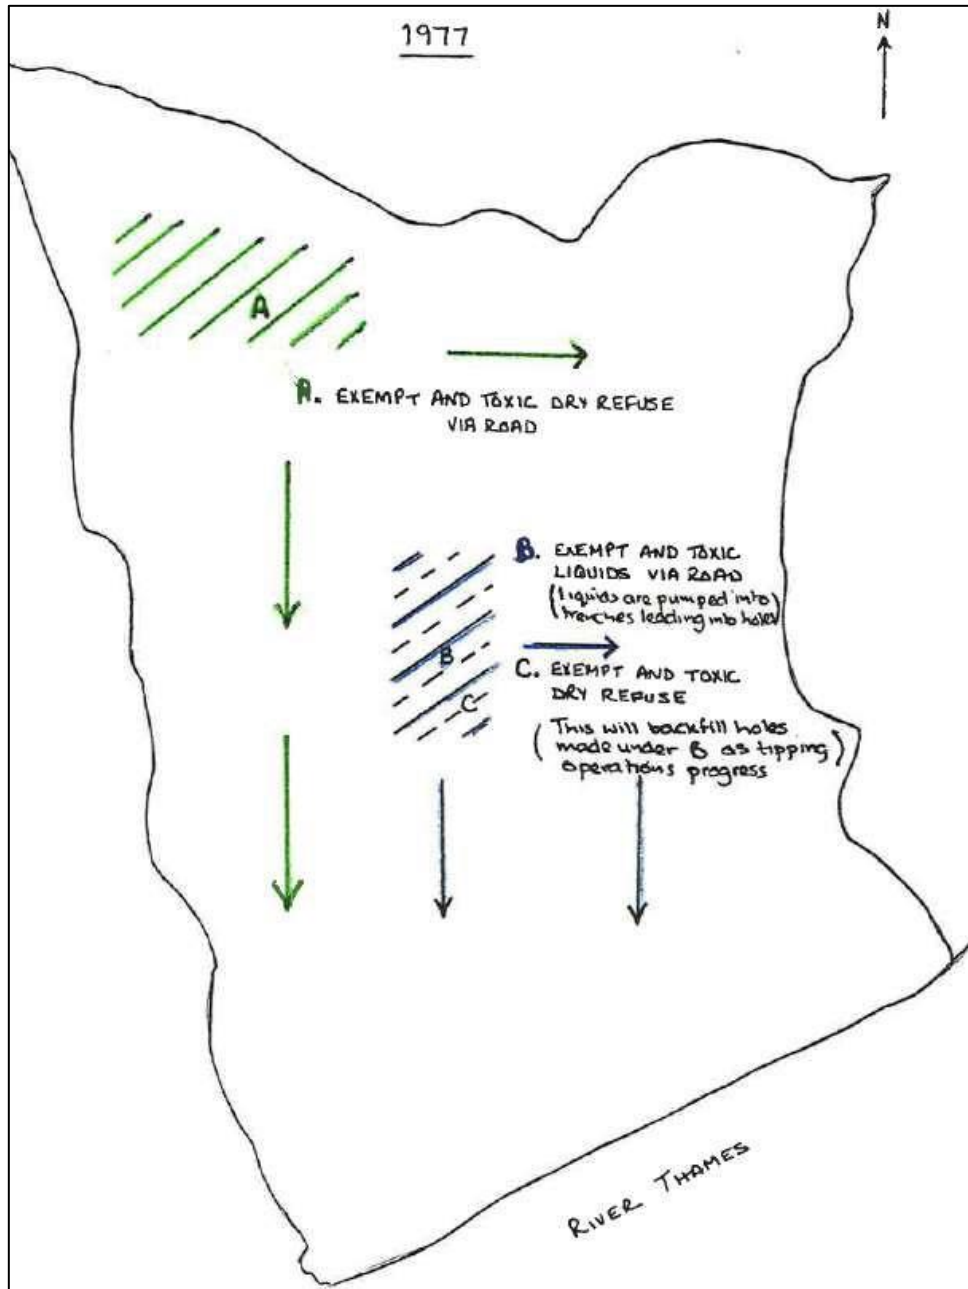 1977
N
A
A. EXEMPT AND TOXIC DRY REFUSE
VIA ROAD
B. EXEMPT AND TOXIC
LIQUIDS VIA ROAD
(liquids are pumped into)
(trenches leading into holes)
B
C. EXEMPT AND TOXIC
DRY REFUSE
C
(This will backfill holes
made under B as tipping
operations progress)
RIVER THAMES